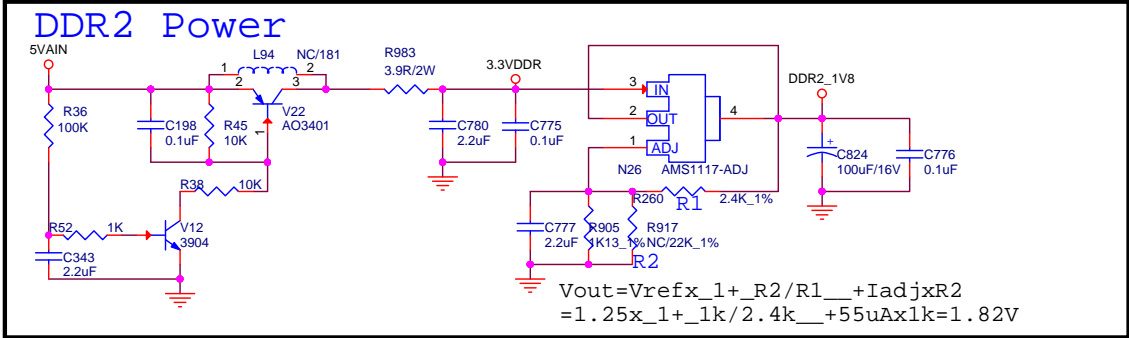 DDR2 Power
5VAIN
L94 NC/181
R983
3.9R/2W
3.3VDDR
DDR2_1V8
1 2
2 3
3 IN
2 OUT
1 ADJ
4
R36
100K
C198
0.1uF
R45
10K
V22
AO3401
1
C780
2.2uF
C775
0.1uF
N26 AMS1117-ADJ
+
C824
100uF/16V
C776
0.1uF
R38 10K
R52 1K
V12
3904
C343
2.2uF
C777
2.2uF
R260 R1 2.4K_1%
R905
1K13_1%
R917
NC/22K_1%
R2
Vout=Vrefx_1+_R2/R1__+IadjxR2
=1.25x_1+_1k/2.4k__+55uAx1k=1.82V